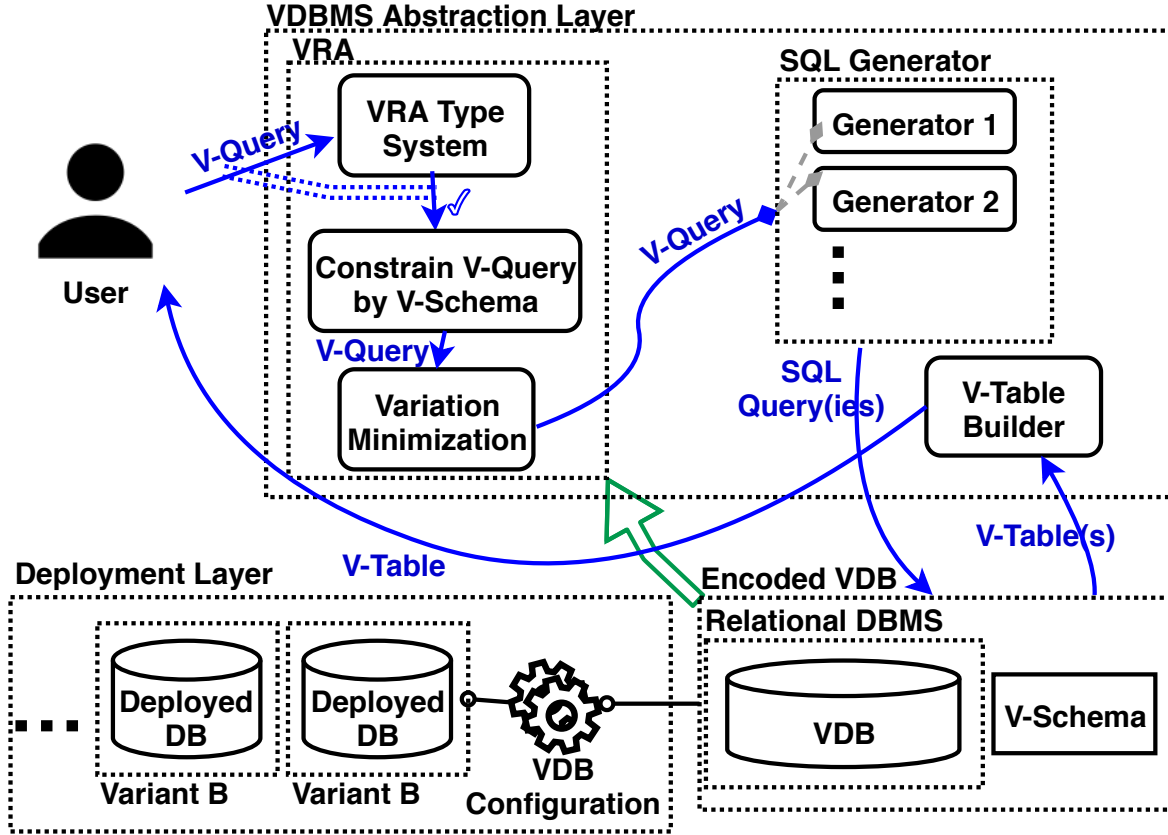 VDBMS Abstraction Layer
VRA
SQL Generator
VRA Type
System
Generator 1
V-Query
Generator 2
V-Query
User
Constrain V-Query
by V-Schema
V-Query
SQL
Query(ies)
V-Table
Builder
Variation
Minimization
V-Table(s)
V-Table
Deployment Layer
Encoded VDB
Relational DBMS
Deployed
DB
Deployed
DB
VDB
V-Schema
Variant B
Variant B
VDB
Configuration